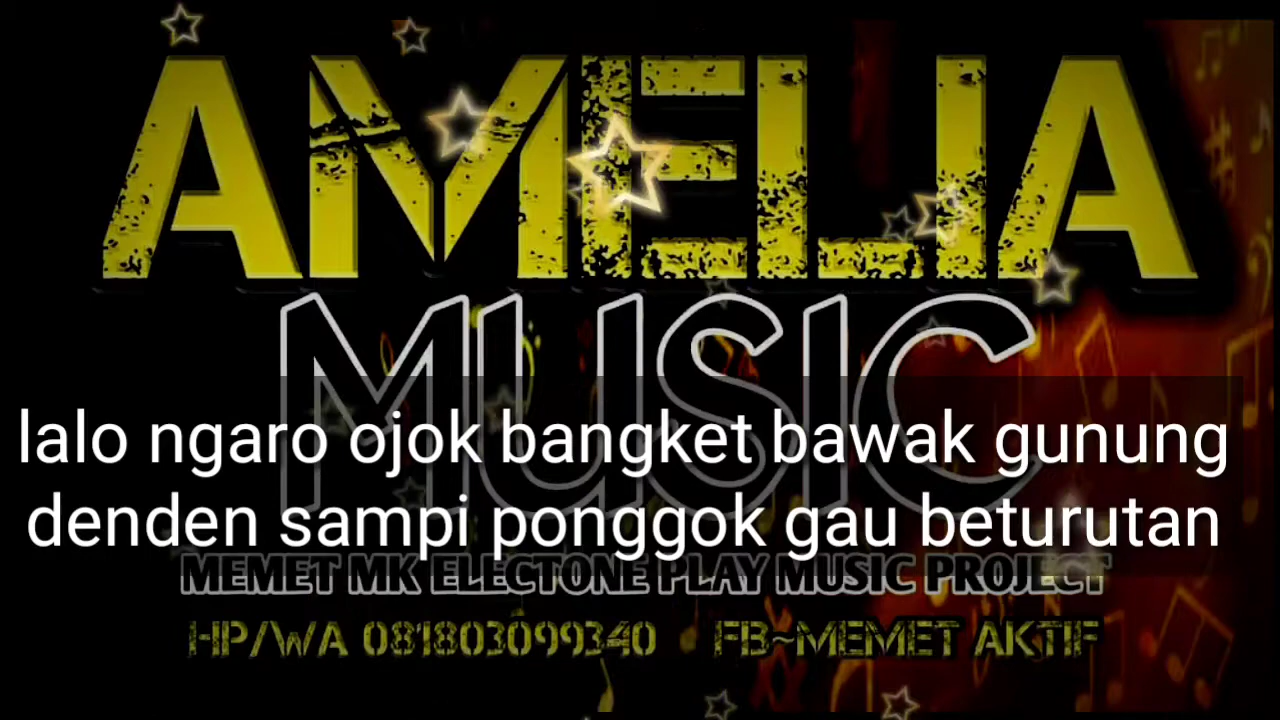 AMELIA
MUSIC
lalo ngaro ojok bangket bawak gunung
denden sampi ponggok gau beturutan
MEMET MK ELECTONE PLAY MUSIC PROJECT
HP/WA 081803099340 FB~MEMET AKTIF